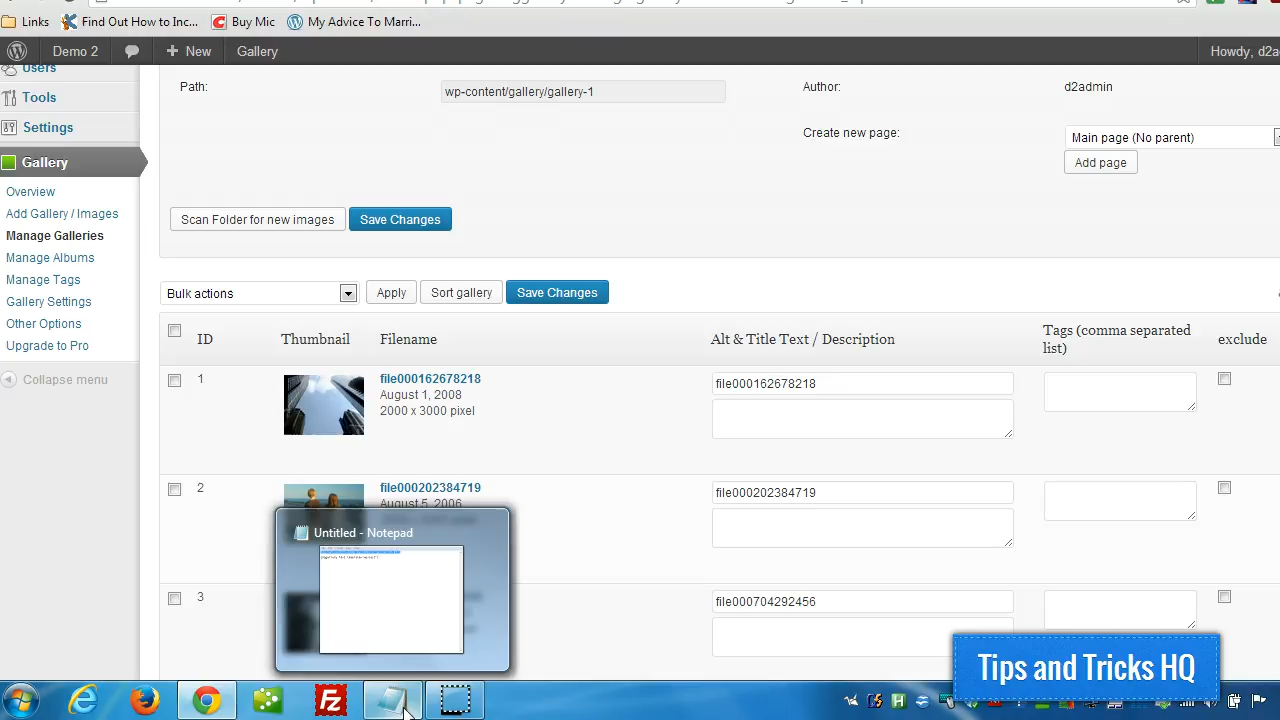 Links
Find Out How to Inc...
Buy Mic
My Advice To Marri...
Demo 2
New
Gallery
Howdy, d2a
Users
Tools
Settings
Gallery
Overview
Add Gallery / Images
Manage Galleries
Manage Albums
Manage Tags
Gallery Settings
Other Options
Upgrade to Pro
Collapse menu
Path:
wp-content/gallery/gallery-1
Author:
d2admin
Create new page:
Main page (No parent)
Add page
Scan Folder for new images
Save Changes
Bulk actions
Apply
Sort gallery
Save Changes
ID
Thumbnail
Filename
Alt & Title Text / Description
Tags (comma separated
list)
exclude
1
file000162678218
August 1, 2008
2000 x 3000 pixel
file000162678218
2
file000202384719
August 5, 2006
file000202384719
3
file000704292456
Untitled - Notepad
Tips and Tricks HQ